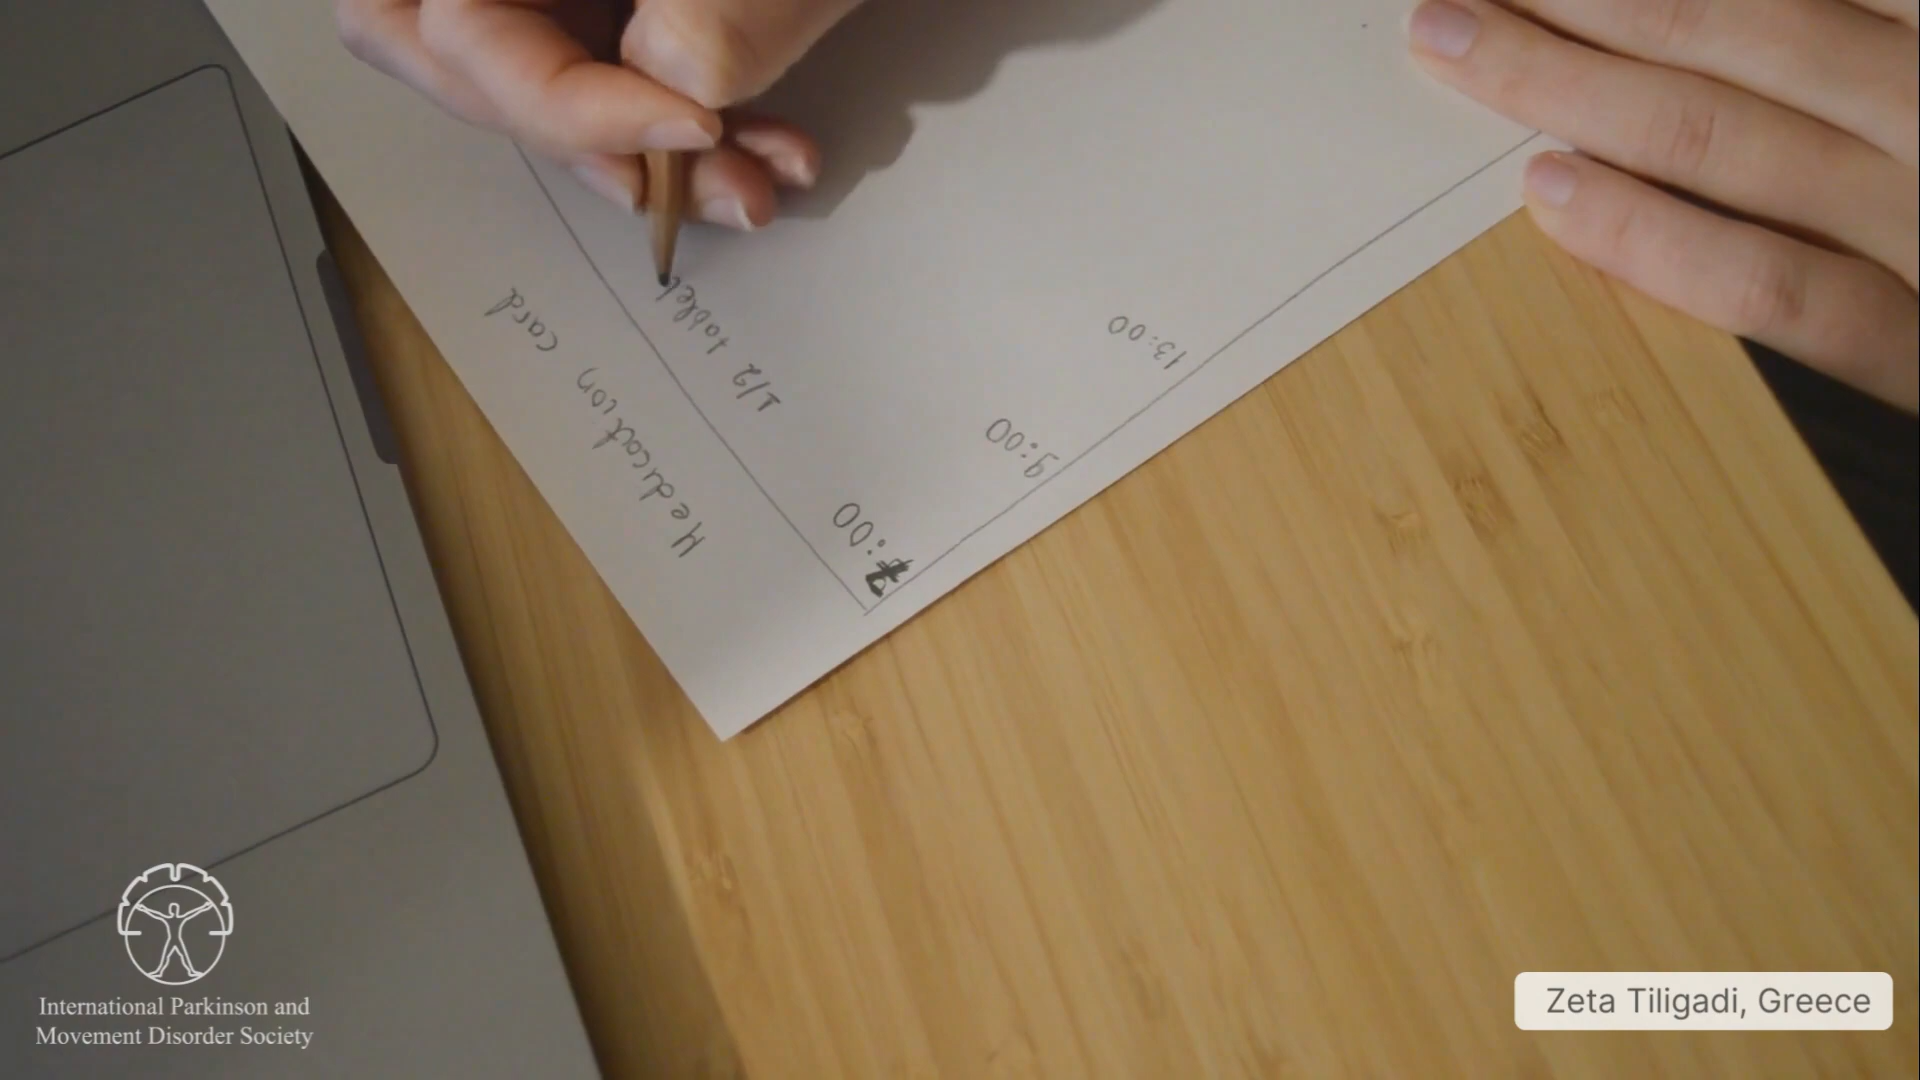 Medication card
7:00 1/2 tablet
9:00
13:00
International Parkinson and
Movement Disorder Society
Zeta Tiligadi, Greece